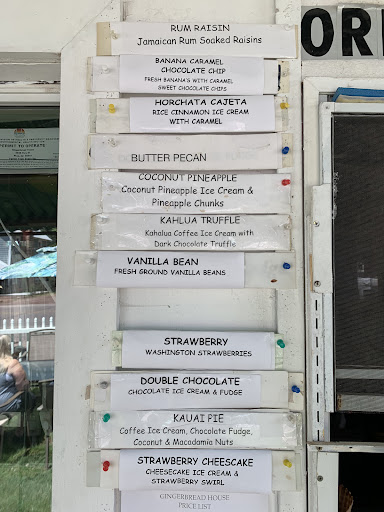 RUM RAISIN
Jamaican Rum Soaked Raisins
OR
BANANA CARAMEL
CHOCOLATE CHIP
FRESH BANANA'S WITH CARAMEL
SWEET CHOCOLATE CHIPS
HORCHATA CAJETA
RICE CINNAMON ICE CREAM
WITH CARAMEL
BUTTER PECAN
COCONUT PINEAPPLE
Coconut Pineapple Ice Cream &
Pineapple Chunks
KAHLUA TRUFFLE
Kahalua Coffee Ice Cream with
Dark Chocolate Truffle
VANILLA BEAN
FRESH GROUND VANILLA BEANS
STRAWBERRY
WASHINGTON STRAWBERRIES
DOUBLE CHOCOLATE
CHOCOLATE ICE CREAM & FUDGE
KAUAI PIE
Coffee Ice Cream, Chocolate Fudge,
Coconut & Macadamia Nuts
STRAWBERRY CHEESCAKE
CHEESECAKE ICE CREAM &
STRAWBERRY SWIRL
GINGERBREAD HOUSE
PRICE LIST